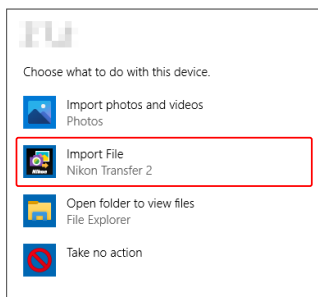 Choose what to do with this device.
Import photos and videos
Photos
Import File
Nikon Transfer 2
Open folder to view files
File Explorer
Take no action